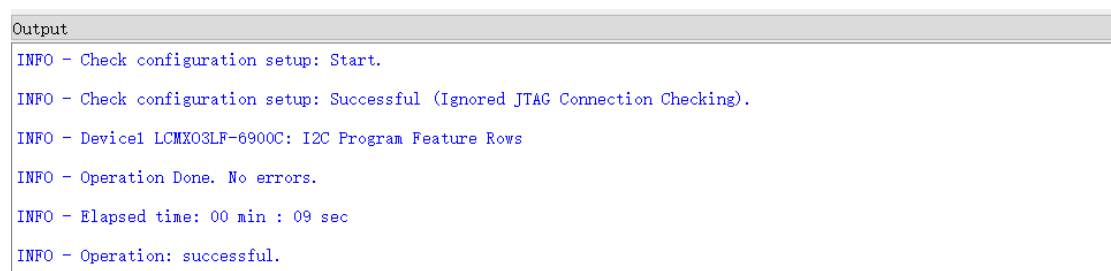 Output
INFO - Check configuration setup: Start.
INFO - Check configuration setup: Successful (Ignored JTAG Connection Checking).
INFO - Device1 LCMXO3LF-6900C: I2C Program Feature Rows
INFO - Operation Done. No errors.
INFO - Elapsed time: 00 min : 09 sec
INFO - Operation: successful.